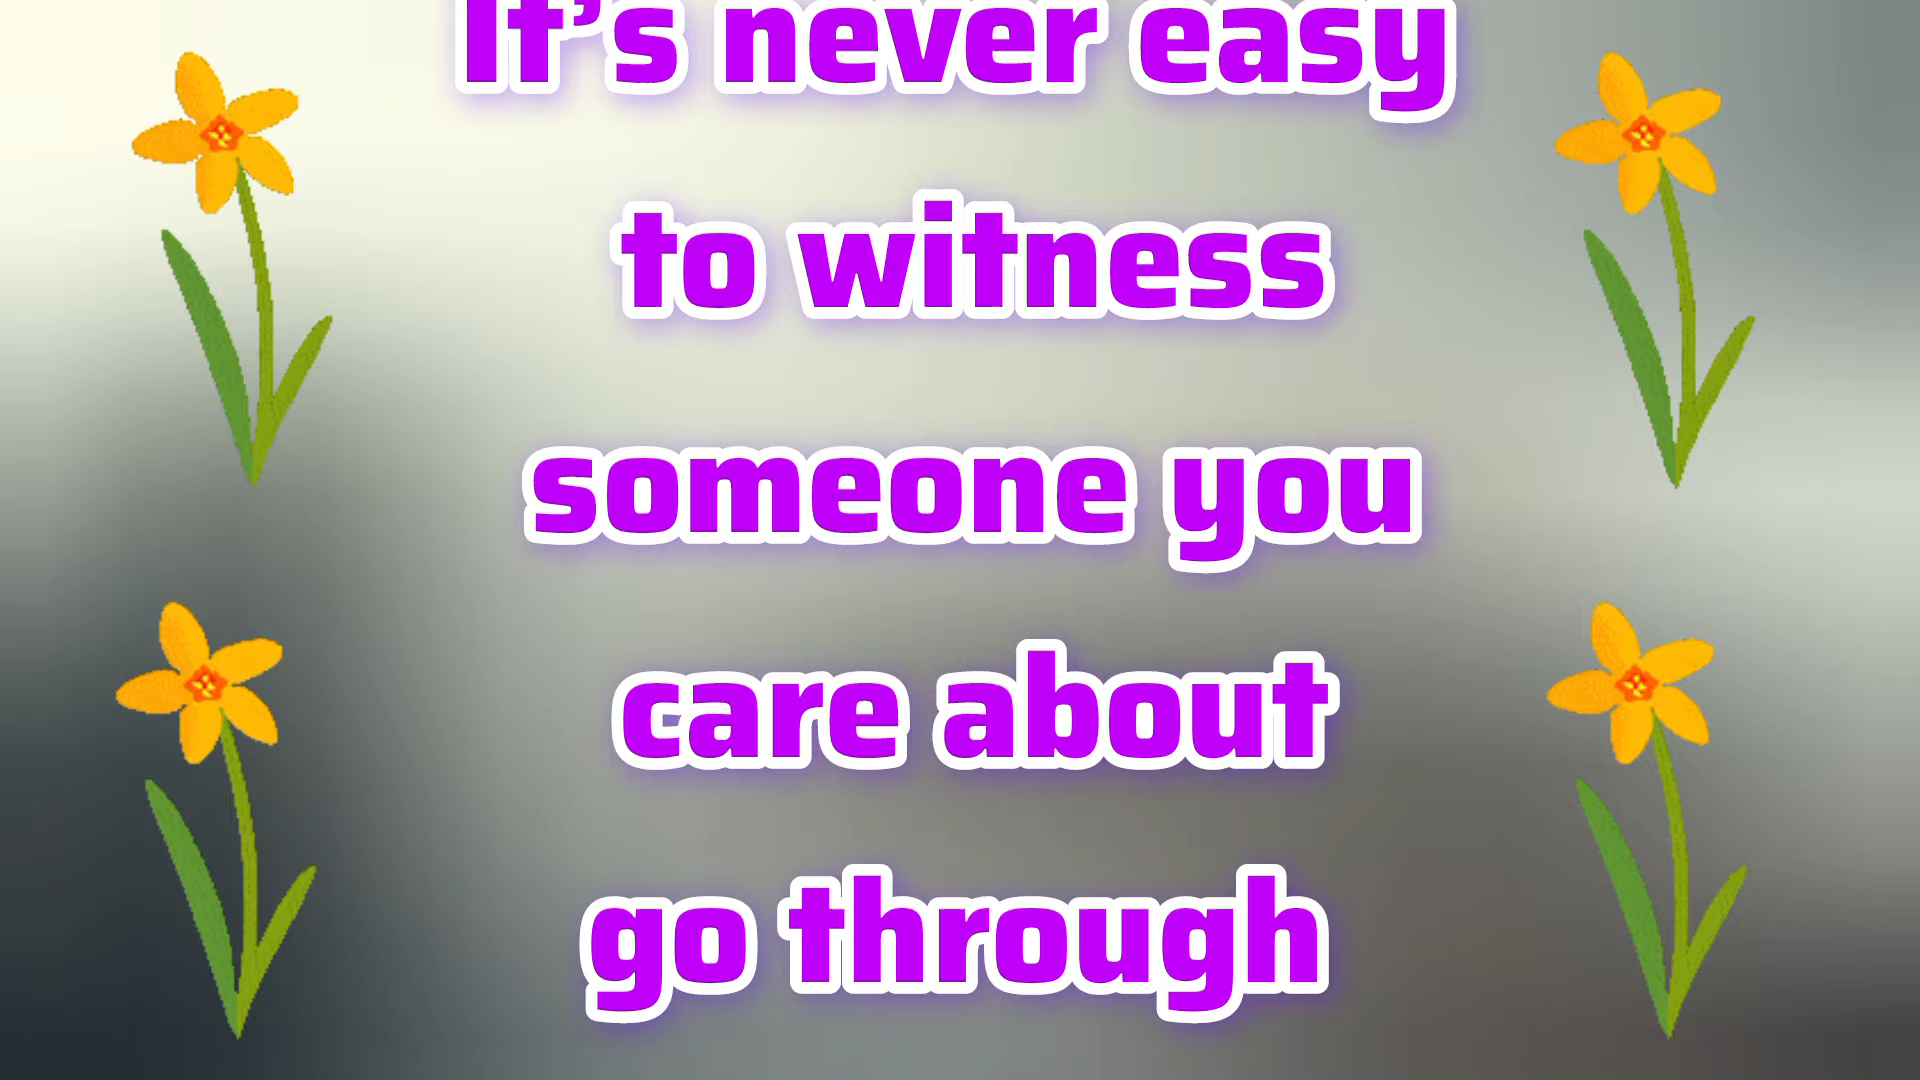 It's never easy
to witness
someone you
care about
go through